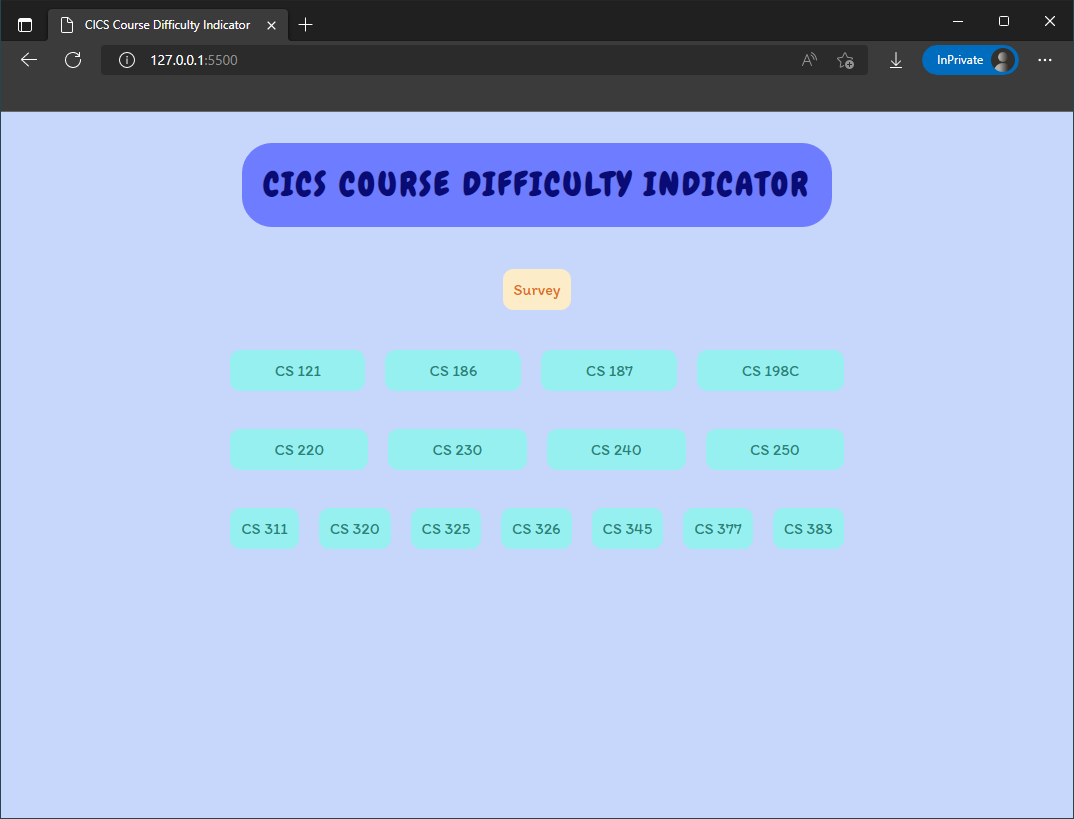 CICS Course Difficulty Indicator
127.0.0.1:5500
InPrivate
CICS COURSE DIFFICULTY INDICATOR
Survey
CS 121 CS 186 CS 187 CS 198C
CS 220 CS 230 CS 240 CS 250
CS 311 CS 320 CS 325 CS 326 CS 345 CS 377 CS 383